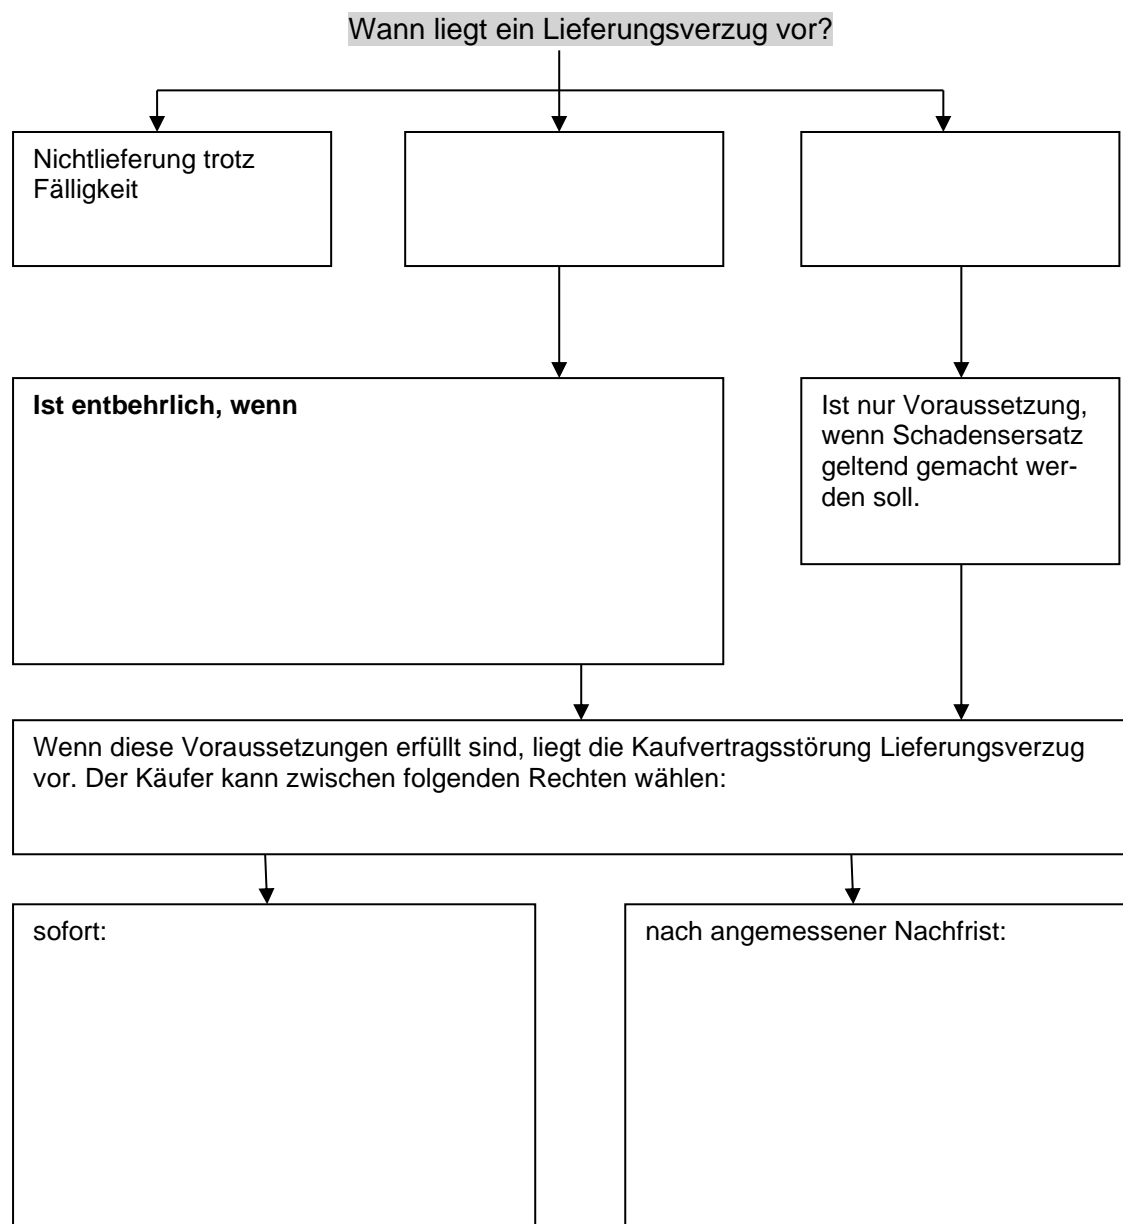 Wann liegt ein Lieferungsverzug vor?
Nichtlieferung trotz
Fälligkeit
Ist entbehrlich, wenn
Ist nur Voraussetzung,
wenn Schadensersatz
geltend gemacht wer-
den soll.
Wenn diese Voraussetzungen erfüllt sind, liegt die Kaufvertragsstörung Lieferungsverzug
vor. Der Käufer kann zwischen folgenden Rechten wählen:
sofort:
nach angemessener Nachfrist: